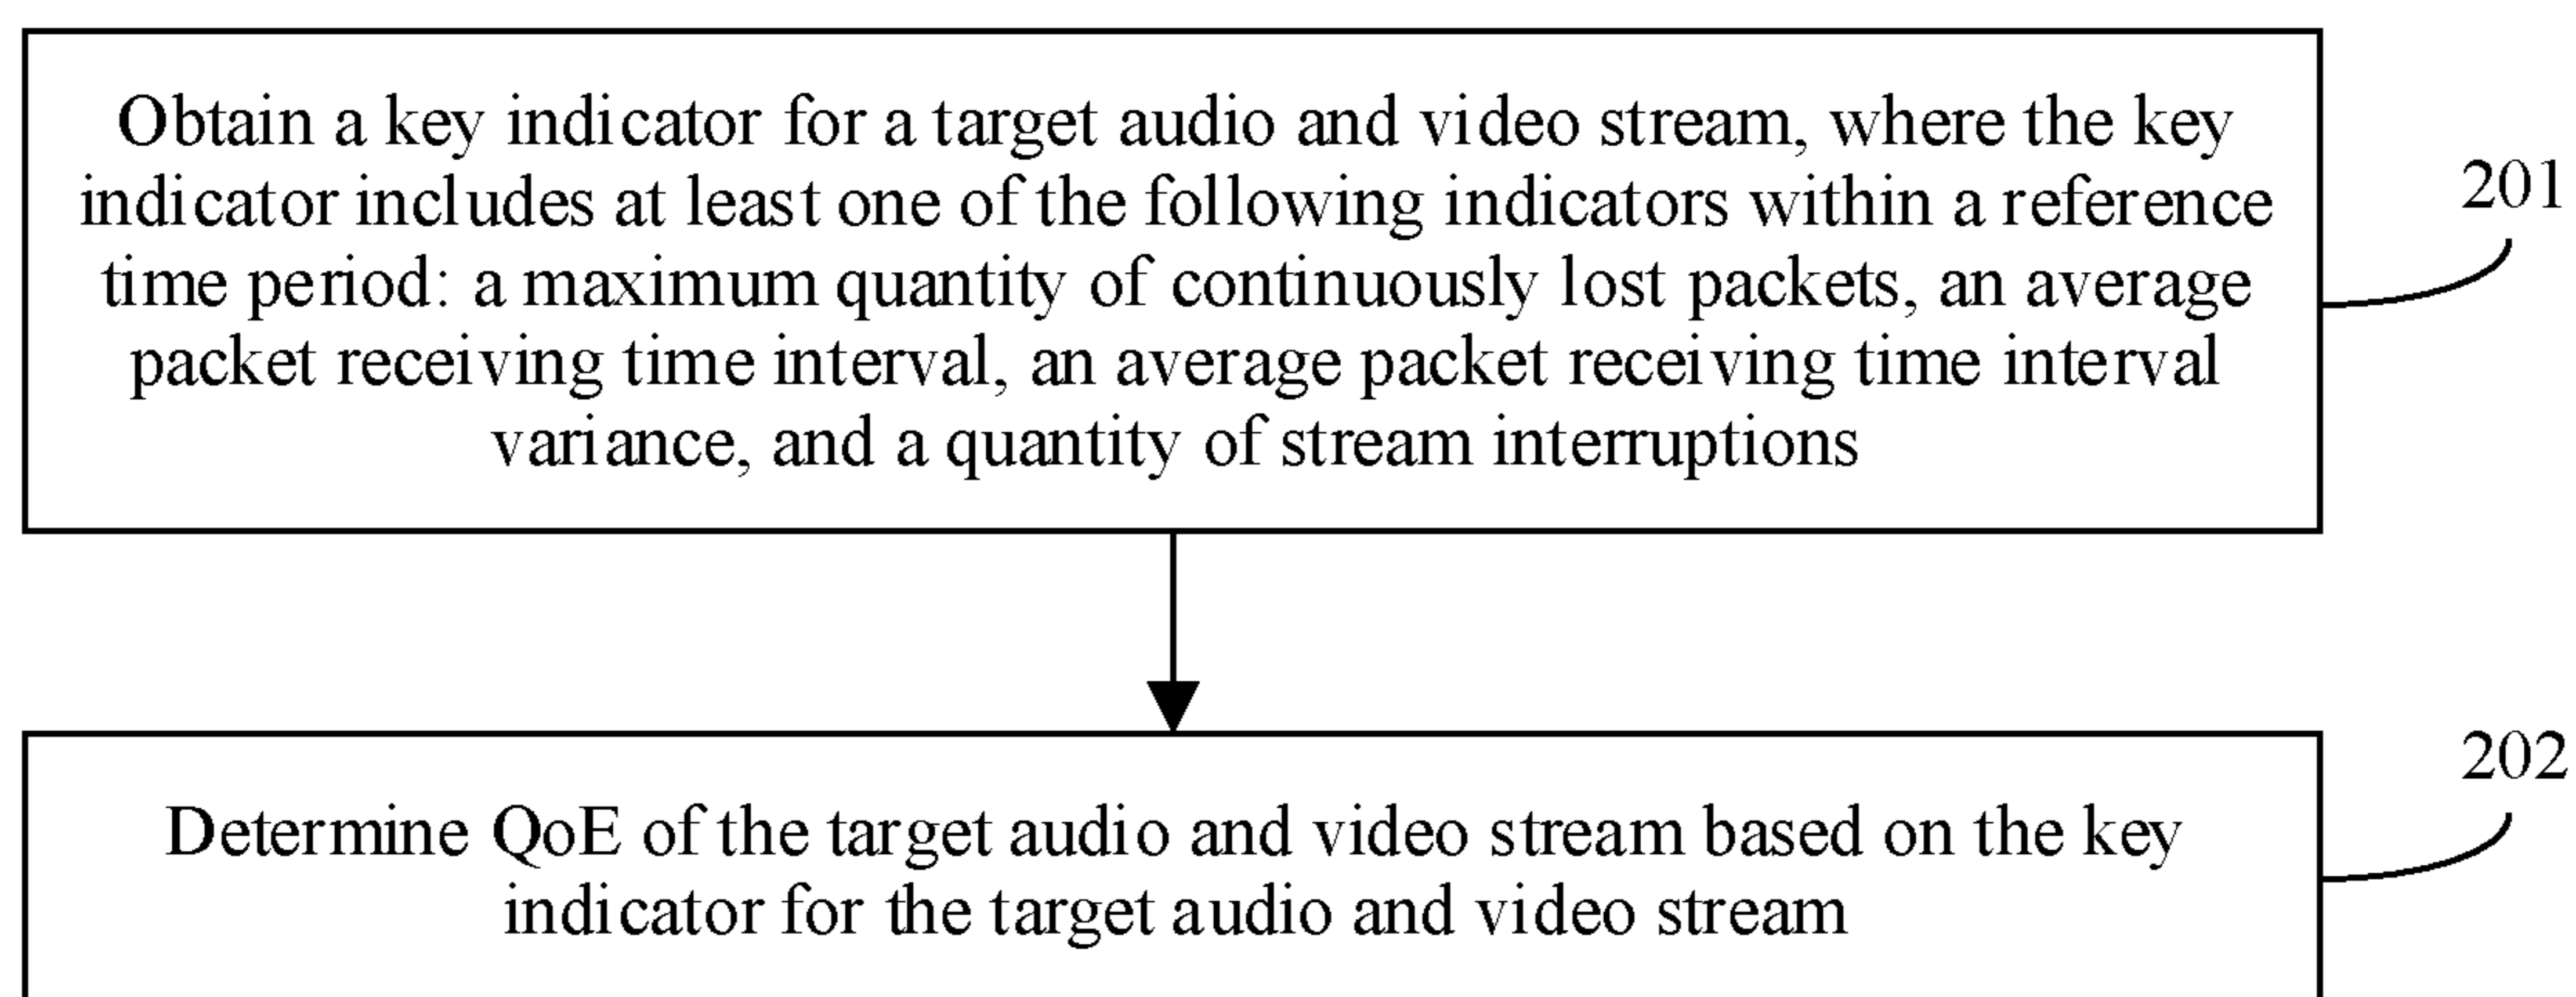 Obtain a key indicator for a target audio and video stream, where the key
indicator includes at least one of the following indicators within a reference
time period: a maximum quantity of continuously lost packets, an average
packet receiving time interval, an average packet receiving time interval
variance, and a quantity of stream interruptions
201
Determine QoE of the target audio and video stream based on the key
indicator for the target audio and video stream
202